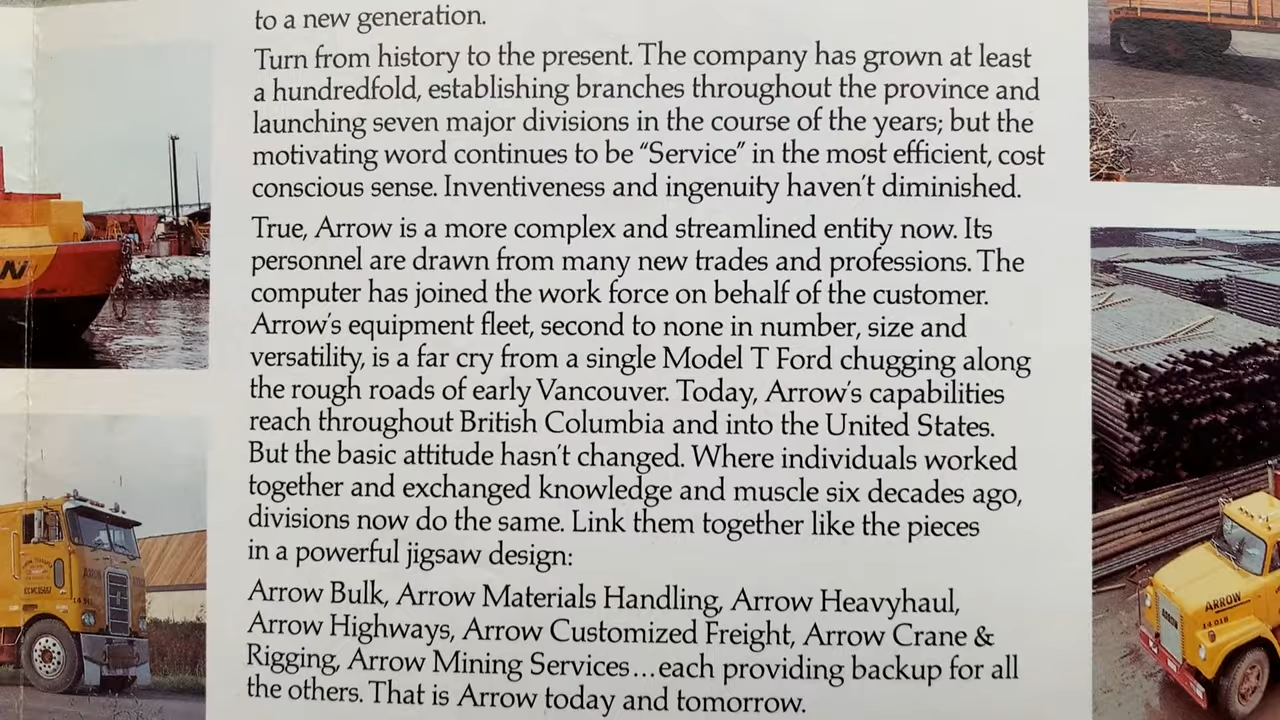 to a new generation.
Turn from history to the present. The company has grown at least
a hundredfold, establishing branches throughout the province and
launching seven major divisions in the course of the years; but the
motivating word continues to be “Service” in the most efficient, cost
conscious sense. Inventiveness and ingenuity haven’t diminished.
True, Arrow is a more complex and streamlined entity now. Its
personnel are drawn from many new trades and professions. The
computer has joined the work force on behalf of the customer.
Arrow’s equipment fleet, second to none in number, size and
versatility, is a far cry from a single Model T Ford chugging along
the rough roads of early Vancouver. Today, Arrow’s capabilities
reach throughout British Columbia and into the United States.
But the basic attitude hasn’t changed. Where individuals worked
together and exchanged knowledge and muscle six decades ago,
divisions now do the same. Link them together like the pieces
in a powerful jigsaw design:
Arrow Bulk, Arrow Materials Handling, Arrow Heavyhaul,
Arrow Highways, Arrow Customized Freight, Arrow Crane &
Rigging, Arrow Mining Services...each providing backup for all
the others. That is Arrow today and tomorrow.
N
ARROW
ARROW
14 018